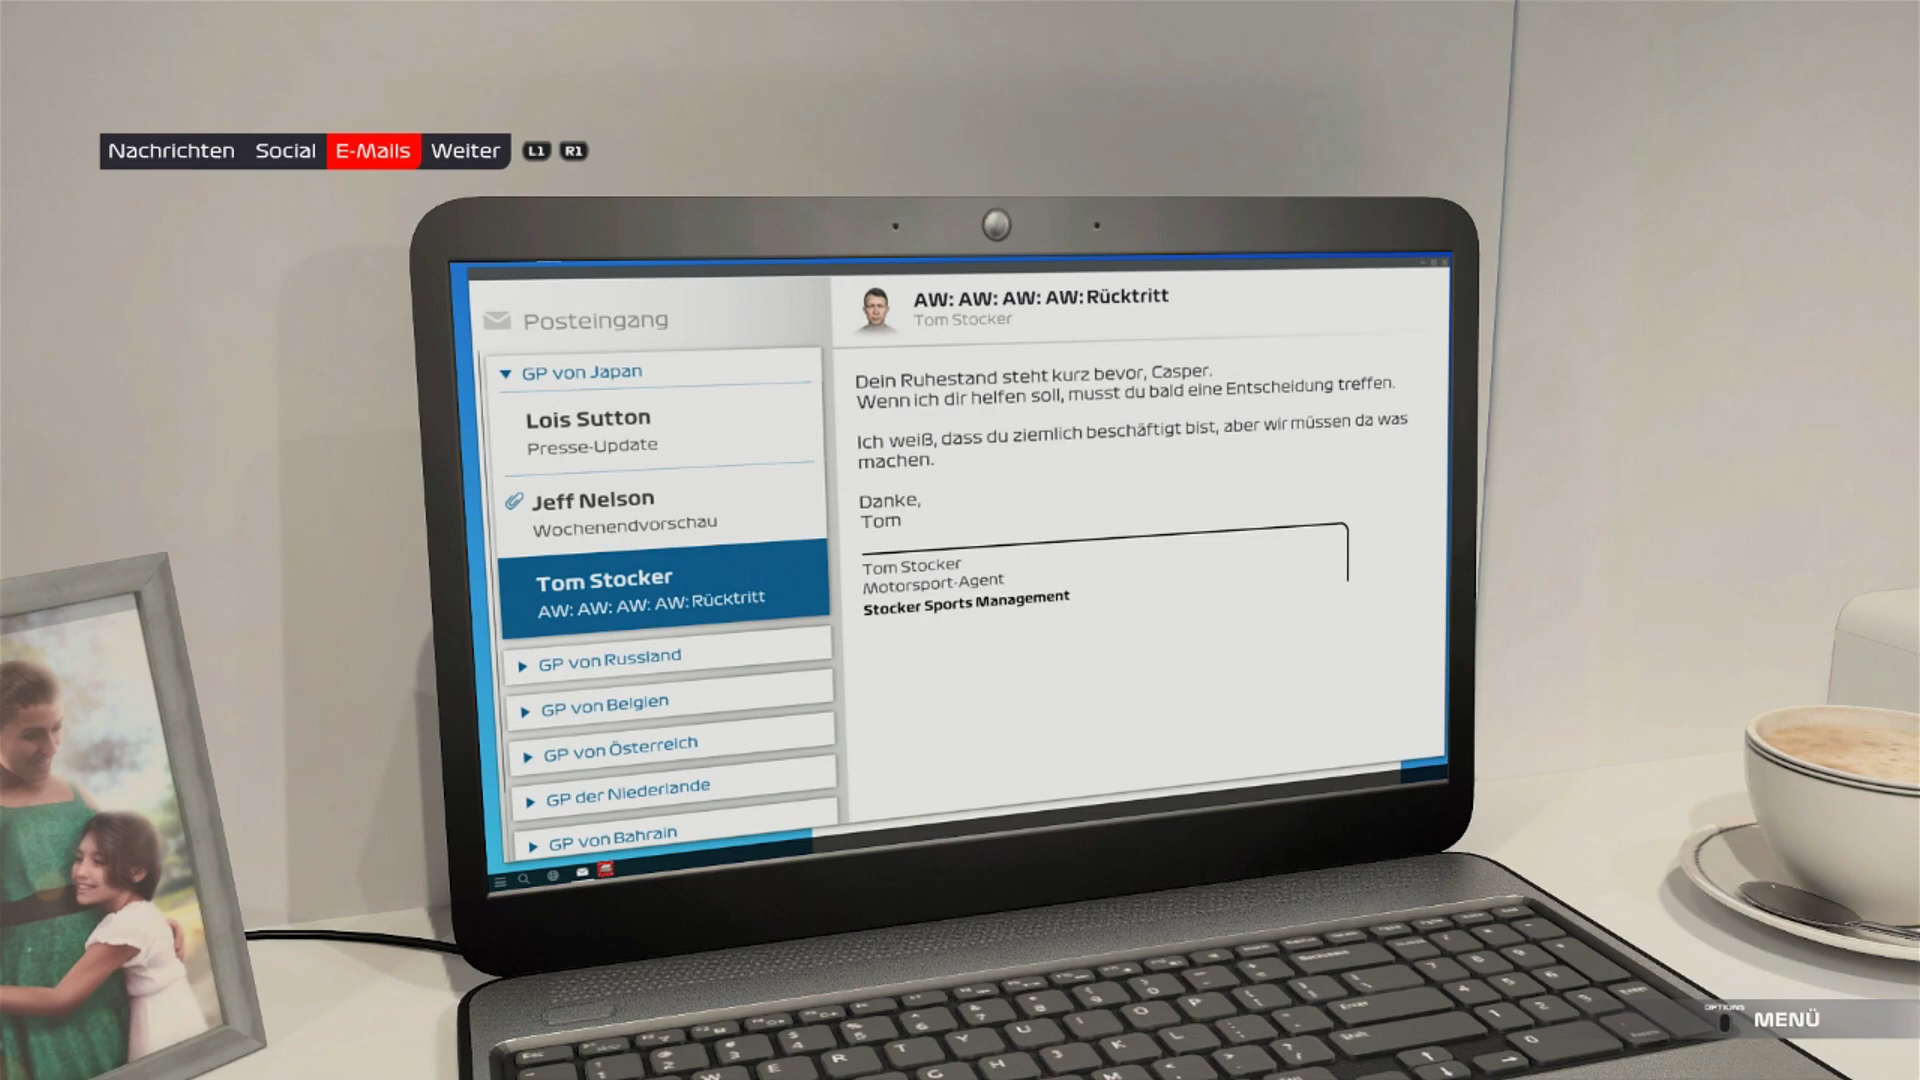 Nachrichten Social E-Mails Weiter L1 R1
Posteingang
GP von Japan
Lois Sutton
Presse-Update
Jeff Nelson
Wochenendvorschau
Tom Stocker
AW: AW: AW: AW: Rücktritt
GP von Russland
GP von Belgien
GP von Österreich
GP der Niederlande
GP von Bahrain
AW: AW: AW: AW: Rücktritt
Tom Stocker
Dein Ruhestand steht kurz bevor, Casper.
Wenn ich dir helfen soll, musst du bald eine Entscheidung treffen.
Ich weiß, dass du ziemlich beschäftigt bist, aber wir müssen da was
machen.
Danke,
Tom
Tom Stocker
Motorsport-Agent
Stocker Sports Management
OPTIONS
MENÜ